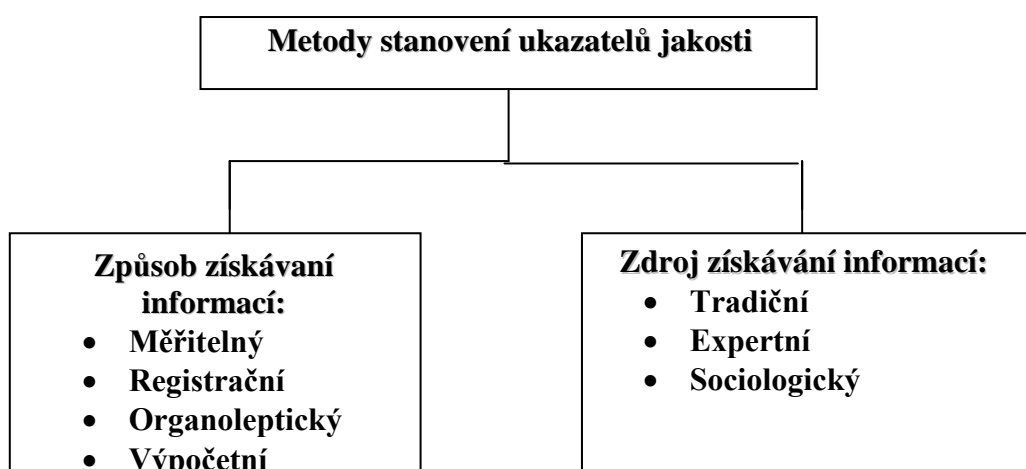 Metody stanovení ukazatelů jakosti
Způsob získávaní
informací:
• Měřitelný
• Registrační
• Organoleptický
• Výpočetní
Zdroj získávání informací:
• Tradiční
• Expertní
• Sociologický